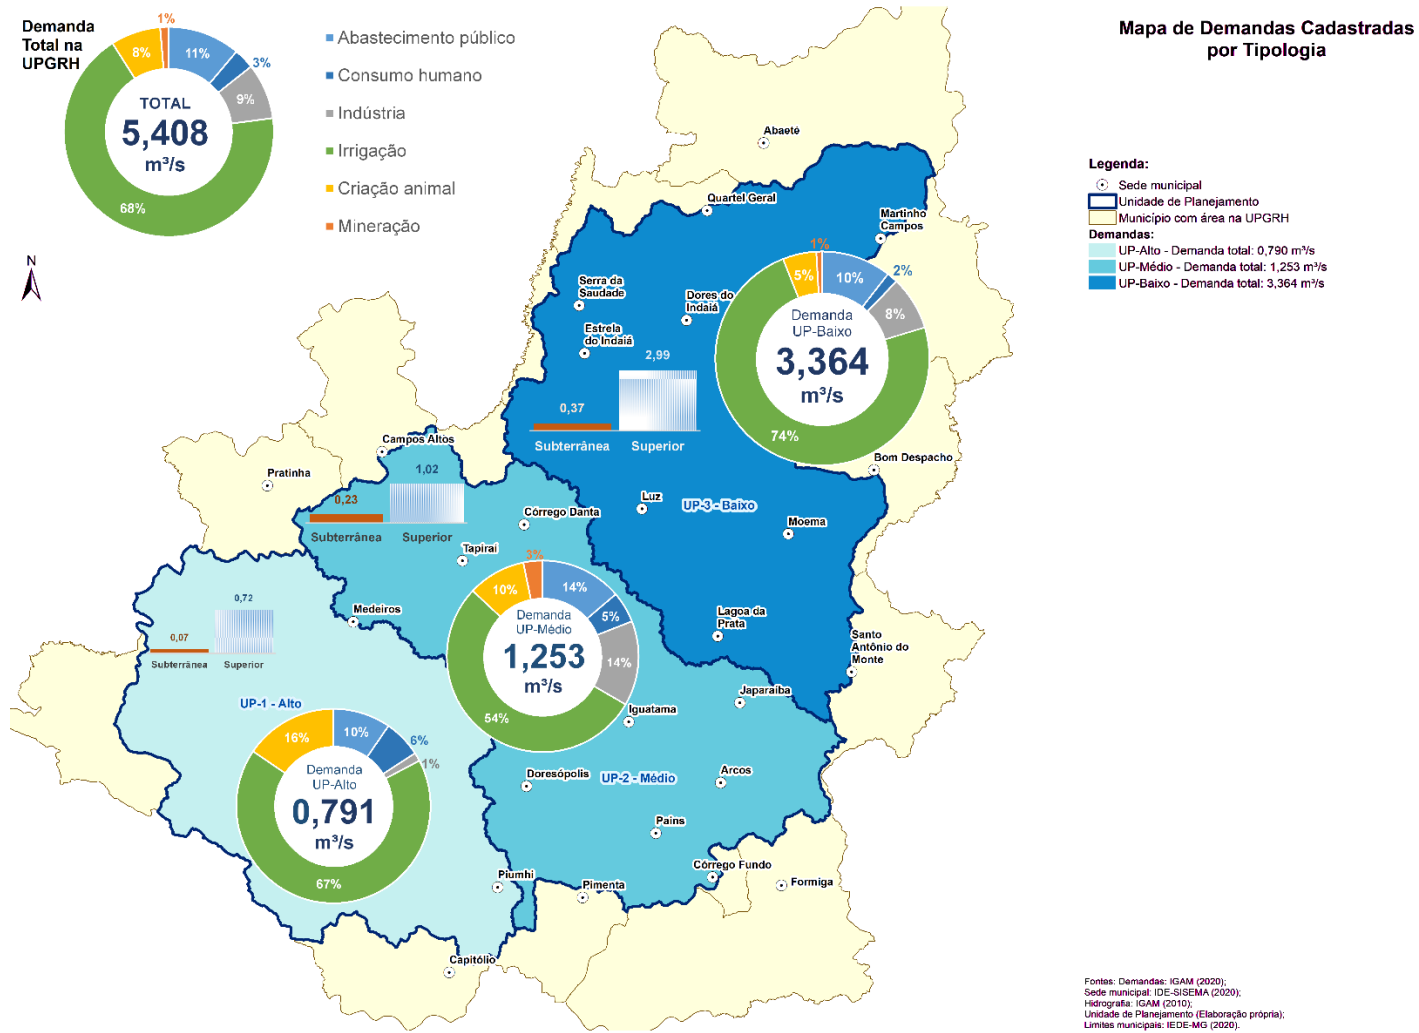 Demanda
Total na
UPGRH
1%
8%
11%
3%
9%
68%
TOTAL
5,408
m³/s
Abastecimento público
Consumo humano
Indústria
Irrigação
Criação animal
Mineração
Mapa de Demandas Cadastradas
por Tipologia
Legenda:
Sede municipal
Unidade de Planejamento
Município com área na UPGRH
Demandas:
UP-Alto - Demanda total: 0,790 m³/s
UP-Médio - Demanda total: 1,253 m³/s
UP-Baixo - Demanda total: 3,364 m³/s
N
Abaeté
Quartel Geral
Martinho
Campos
Serra da
Saudade
Dores do
Indaiá
Estrela
do Indaiá
1%
5%
10%
2%
8%
74%
Demanda
UP-Baixo
3,364
m³/s
2,99
0,37
Subterrânea
Superior
Bom Despacho
Campos Altos
Pratinha
1,02
0,23
Subterrânea
Superior
Córrego Danta
Luz
UP-3 - Baixo
Moema
Tapiraí
3%
10%
14%
5%
14%
54%
Demanda
UP-Médio
1,253
m³/s
Medeiros
Lagoa da
Prata
Santo
Antônio do
Monte
0,72
0,07
Subterrânea
Superior
UP-1 - Alto
Japaraíba
Iguatama
16%
10%
6%
1%
67%
Demanda
UP-Alto
0,791
m³/s
Doresópolis
UP-2 - Médio
Arcos
Pains
Piumhi
Pimenta
Córrego Fundo
Formiga
Capitólio
Fontes: Demandas: IGAM (2020);
Sede municipal: IDE-SISEMA (2020);
Hidrografia: IGAM (2010);
Unidade de Planejamento (Elaboração própria);
Limites municipais: IEDE-MG (2020).